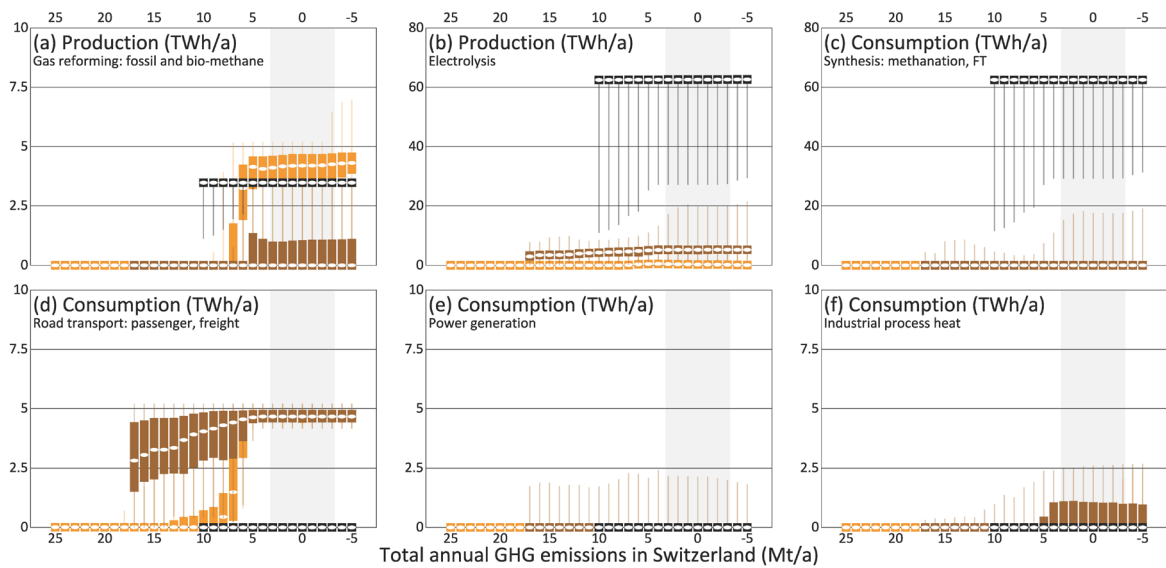 25 20 15 10 5 0 -5
25 20 15 10 5 0 -5
25 20 15 10 5 0 -5
10
7.5
5
2.5
0
(a) Production (TWh/a)
Gas reforming: fossil and bio-methane
80
60
40
20
0
(b) Production (TWh/a)
Electrolysis
80
60
40
20
0
(c) Consumption (TWh/a)
Synthesis: methanation, FT
10
7.5
5
2.5
0
(d) Consumption (TWh/a)
Road transport: passenger, freight
10
7.5
5
2.5
0
(e) Consumption (TWh/a)
Power generation
10
7.5
5
2.5
0
(f) Consumption (TWh/a)
Industrial process heat
25 20 15 10 5 0 -5
25 20 15 10 5 0 -5
25 20 15 10 5 0 -5
Total annual GHG emissions in Switzerland (Mt/a)